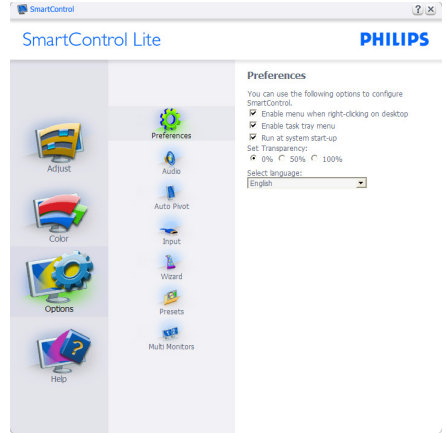 SmartControl
SmartControl Lite
PHILIPS
Adjust
Color
Options
Help
Preferences
Audio
Auto Pivot
Input
Wizard
Presets
Multi Monitors
Preferences
You can use the following options to configure
SmartControl.
Enable menu when right-clicking on desktop
Enable task tray menu
Run at system start-up
Set Transparency:
0% 50% 100%
Select language:
English